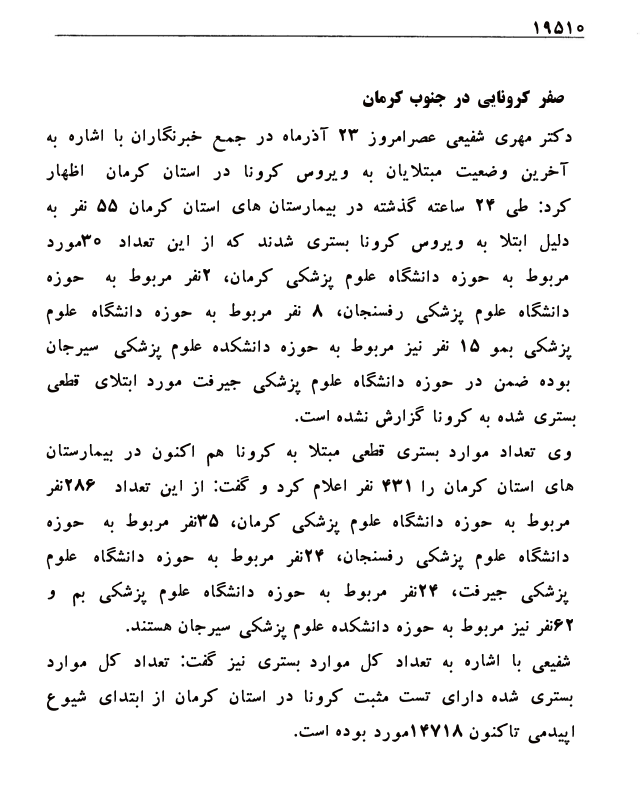 ۱۹۵۱۰
صفر کرونایی در جنوب کرمان
دکتر مهری شفیعی عصرامروز ۲۳ آذرماه در جمع خبرنگاران با اشاره به
آخرین وضعیت مبتلایان به ویروس کرونا در استان کرمان اظهار
کرد: طی ۲۴ ساعته گذشته در بیمارستان های استان کرمان ۵۵ نفر به
دلیل ابتلا به ویروس کرونا بستری شدند که از این تعداد ۳۰مورد
مربوط به حوزه دانشگاه علوم پزشکی کرمان، ۲نفر مربوط به حوزه
دانشگاه علوم پزشکی رفسنجان، ۸ نفر مربوط به حوزه دانشگاه علوم
پزشکی بمو ۱۵ نفر نیز مربوط به حوزه دانشکده علوم پزشکی سیرجان
بوده ضمن در حوزه دانشگاه علوم پزشکی جیرفت مورد ابتلای قطعی
بستری شده به کرونا گزارش نشده است.
وی تعداد موارد بستری قطعی مبتلا به کرونا هم اکنون در بیمارستان
های استان کرمان را ۴۳۱ نفر اعلام کرد و گفت: از این تعداد ۲۸۶نفر
مربوط به حوزه دانشگاه علوم پزشکی کرمان، ۳۵نفر مربوط به حوزه
دانشگاه علوم پزشکی رفسنجان، ۲۴نفر مربوط به حوزه دانشگاه علوم
پزشکی جیرفت، ۲۴نفر مربوط به حوزه دانشگاه علوم پزشکی بم و
۶۲نفر نیز مربوط به حوزه دانشکده علوم پزشکی سیرجان هستند.
شفیعی با اشاره به تعداد کل موارد بستری نیز گفت: تعداد کل موارد
بستری شده دارای تست مثبت کرونا در استان کرمان از ابتدای شیوع
اپیدمی تاکنون ۱۴۷۱۸مورد بوده است.